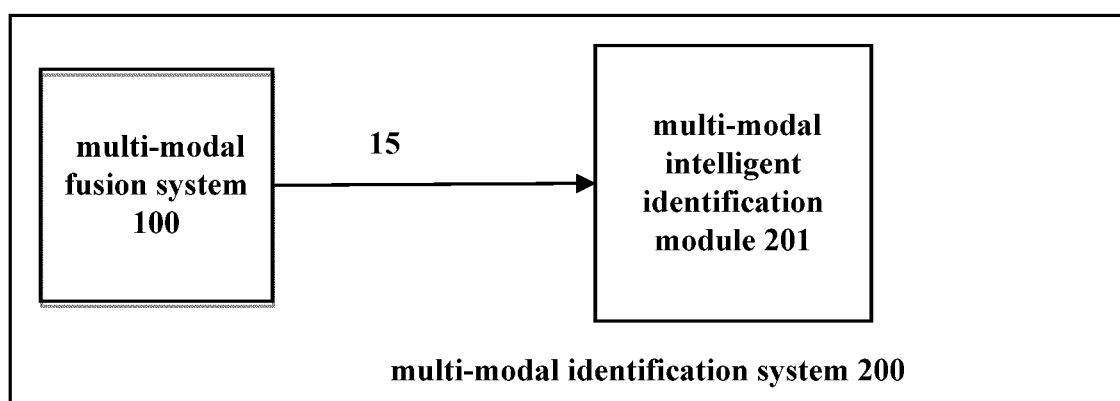 multi-modal
fusion system
100
15
multi-modal
intelligent
identification
module 201
multi-modal identification system 200